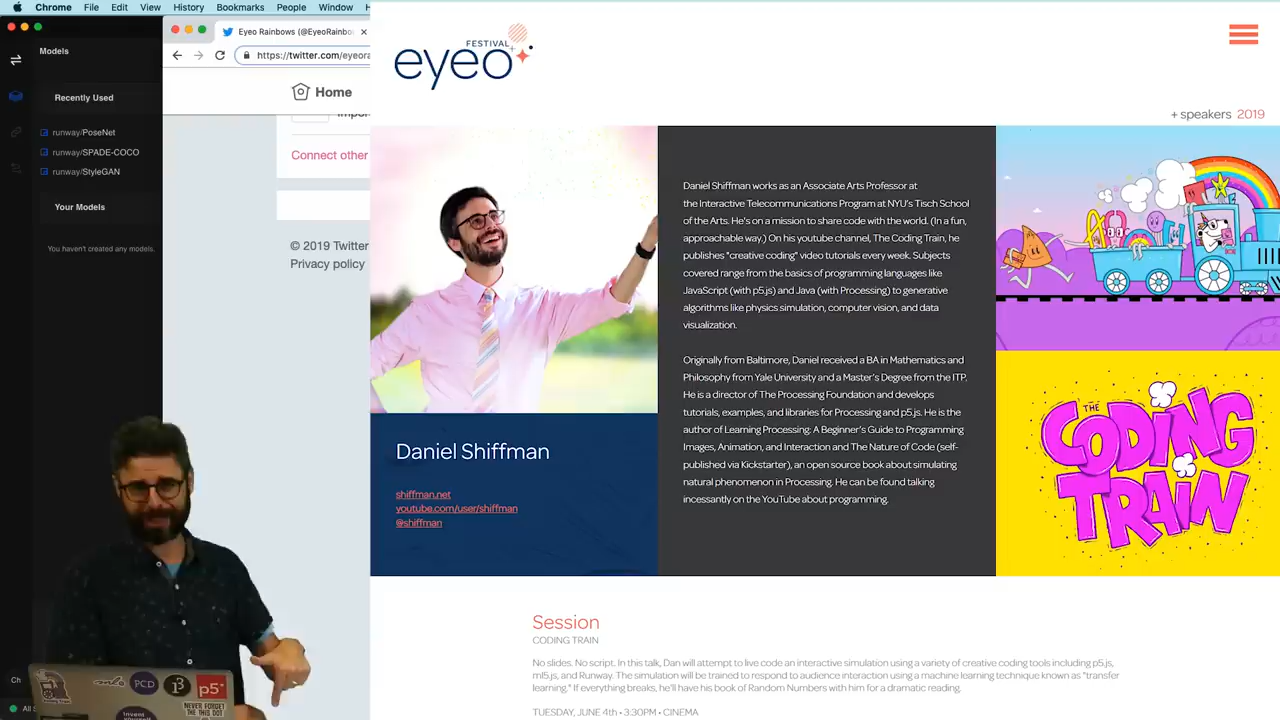 Chrome File Edit View History Bookmarks People Window H
Models
Recently Used
runway/PoseNet
runway/SPADE-COCO
runway/StyleGAN
Your Models
You haven't created any models.
Ch
All S
Eyeo Rainbows (@EyeoRainbo
https://twitter.com/eyeora
Home
Connect other
© 2019 Twitter
Privacy policy
FESTIVAL
eyeo
+ speakers 2019
Daniel Shiffman
shiffman.net
youtube.com/user/shiffman
@shiffman
Daniel Shiffman works as an Associate Arts Professor at
the Interactive Telecommunications Program at NYU's Tisch School
of the Arts. He's on a mission to share code with the world. (In a fun,
approachable way.) On his youtube channel, The Coding Train, he
publishes "creative coding" video tutorials every week. Subjects
covered range from the basics of programming languages like
JavaScript (with p5.js) and Java (with Processing) to generative
algorithms like physics simulation, computer vision, and data
visualization.
Originally from Baltimore, Daniel received a BA in Mathematics and
Philosophy from Yale University and a Master's Degree from the ITP.
He is a director of The Processing Foundation and develops
tutorials, examples, and libraries for Processing and p5.js. He is the
author of Learning Processing: A Beginner's Guide to Programming
Images, Animation, and Interaction and The Nature of Code (self-
published via Kickstarter), an open source book about simulating
natural phenomenon in Processing. He can be found talking
incessantly on the YouTube about programming.
THE
CODING
TRAIN
Session
CODING TRAIN
No slides. No script. In this talk, Dan will attempt to live code an interactive simulation using a variety of creative coding tools including p5.js,
ml5.js, and Runway. The simulation will be trained to respond to audience interaction using a machine learning technique known as "transfer
learning." If everything breaks, he'll have his book of Random Numbers with him for a dramatic reading.
TUESDAY, JUNE 4th • 3:30PM • CINEMA
ml5
PCD
p5*
NEVER FORGET
THE THIS DOT